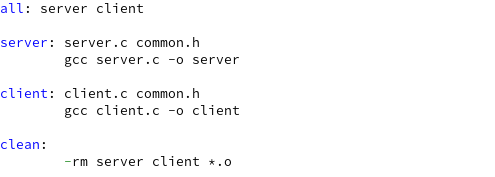 all: server client

server: server.c common.h
        gcc server.c -o server

client: client.c common.h
        gcc client.c -o client

clean:
        -rm server client *.o